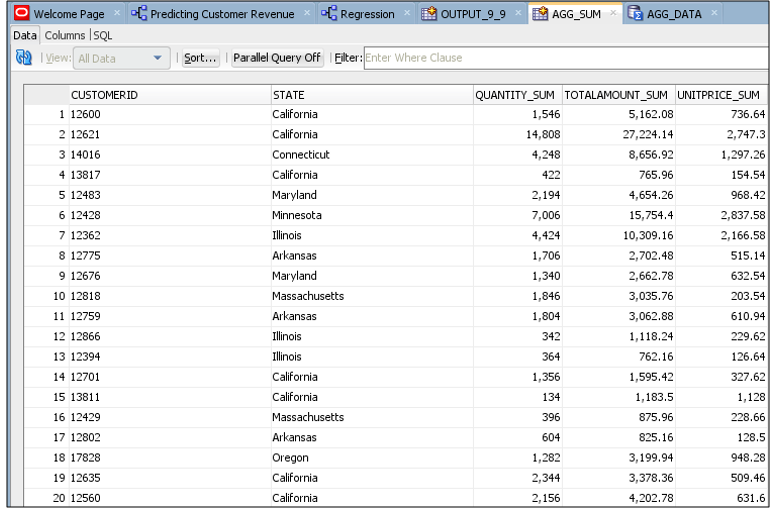 Welcome Page × Predicting Customer Revenue × Regression × OUTPUT_9_9 × AGG_SUM × AGG_DATA ×
Data Columns |SQL
View: All Data Sort... Parallel Query Off Filter: Enter Where Clause
CUSTOMERID STATE QUANTITY_SUM TOTALAMOUNT_SUM UNITPRICE_SUM
1 12600 California 1,546 5,162.08 736.64
2 12621 California 14,808 27,224.14 2,747.3
3 14016 Connecticut 4,248 8,656.92 1,297.26
4 13817 California 422 765.96 154.54
5 12483 Maryland 2,194 4,654.26 968.42
6 12428 Minnesota 7,006 15,754.4 2,837.58
7 12362 Illinois 4,424 10,309.16 2,166.58
8 12775 Arkansas 1,706 2,702.48 515.14
9 12676 Maryland 1,340 2,662.78 632.54
10 12818 Massachusetts 1,846 3,035.76 203.54
11 12759 Arkansas 1,804 3,062.88 610.94
12 12866 Illinois 342 1,118.24 229.62
13 12394 Illinois 364 762.16 126.64
14 12701 California 1,356 1,595.42 327.62
15 13811 California 134 1,183.5 1,128
16 12429 Massachusetts 396 875.96 228.66
17 12802 Arkansas 604 825.16 128.5
18 17828 Oregon 1,282 3,199.94 948.28
19 12635 California 2,344 3,378.36 509.46
20 12560 California 2,156 4,202.78 631.6